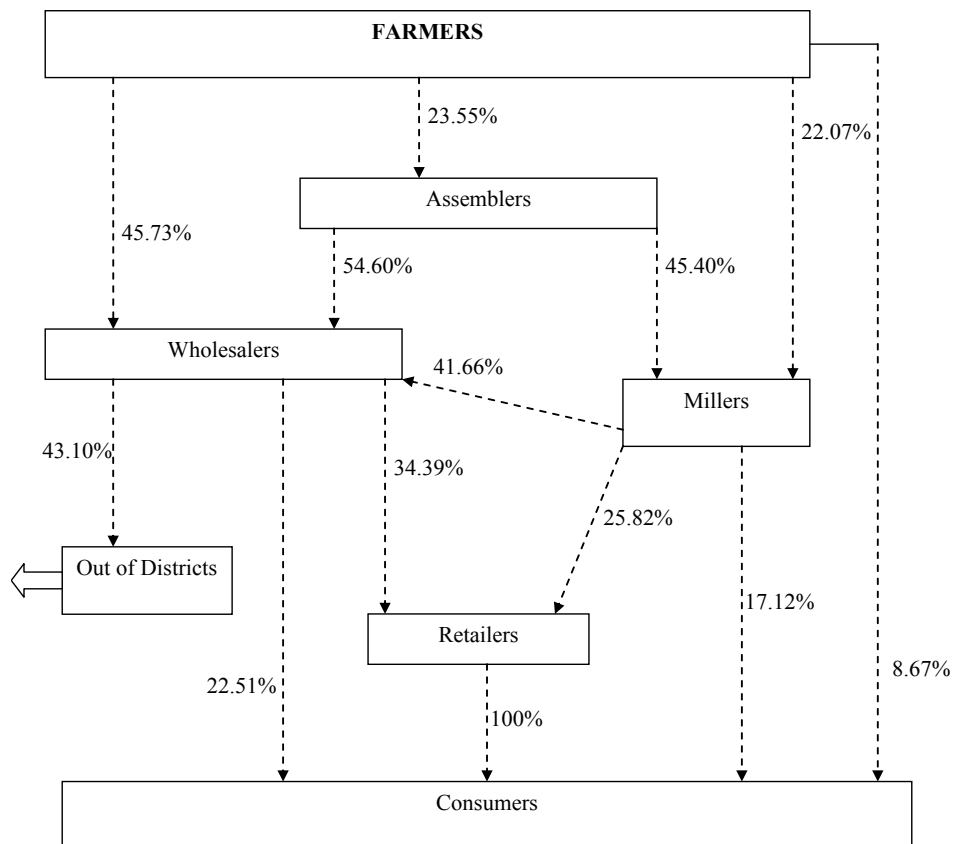 FARMERS
23.55%
22.07%
Assemblers
45.73%
54.60%
45.40%
Wholesalers
41.66%
Millers
43.10%
34.39%
25.82%
Out of Districts
17.12%
Retailers
22.51%
8.67%
100%
Consumers